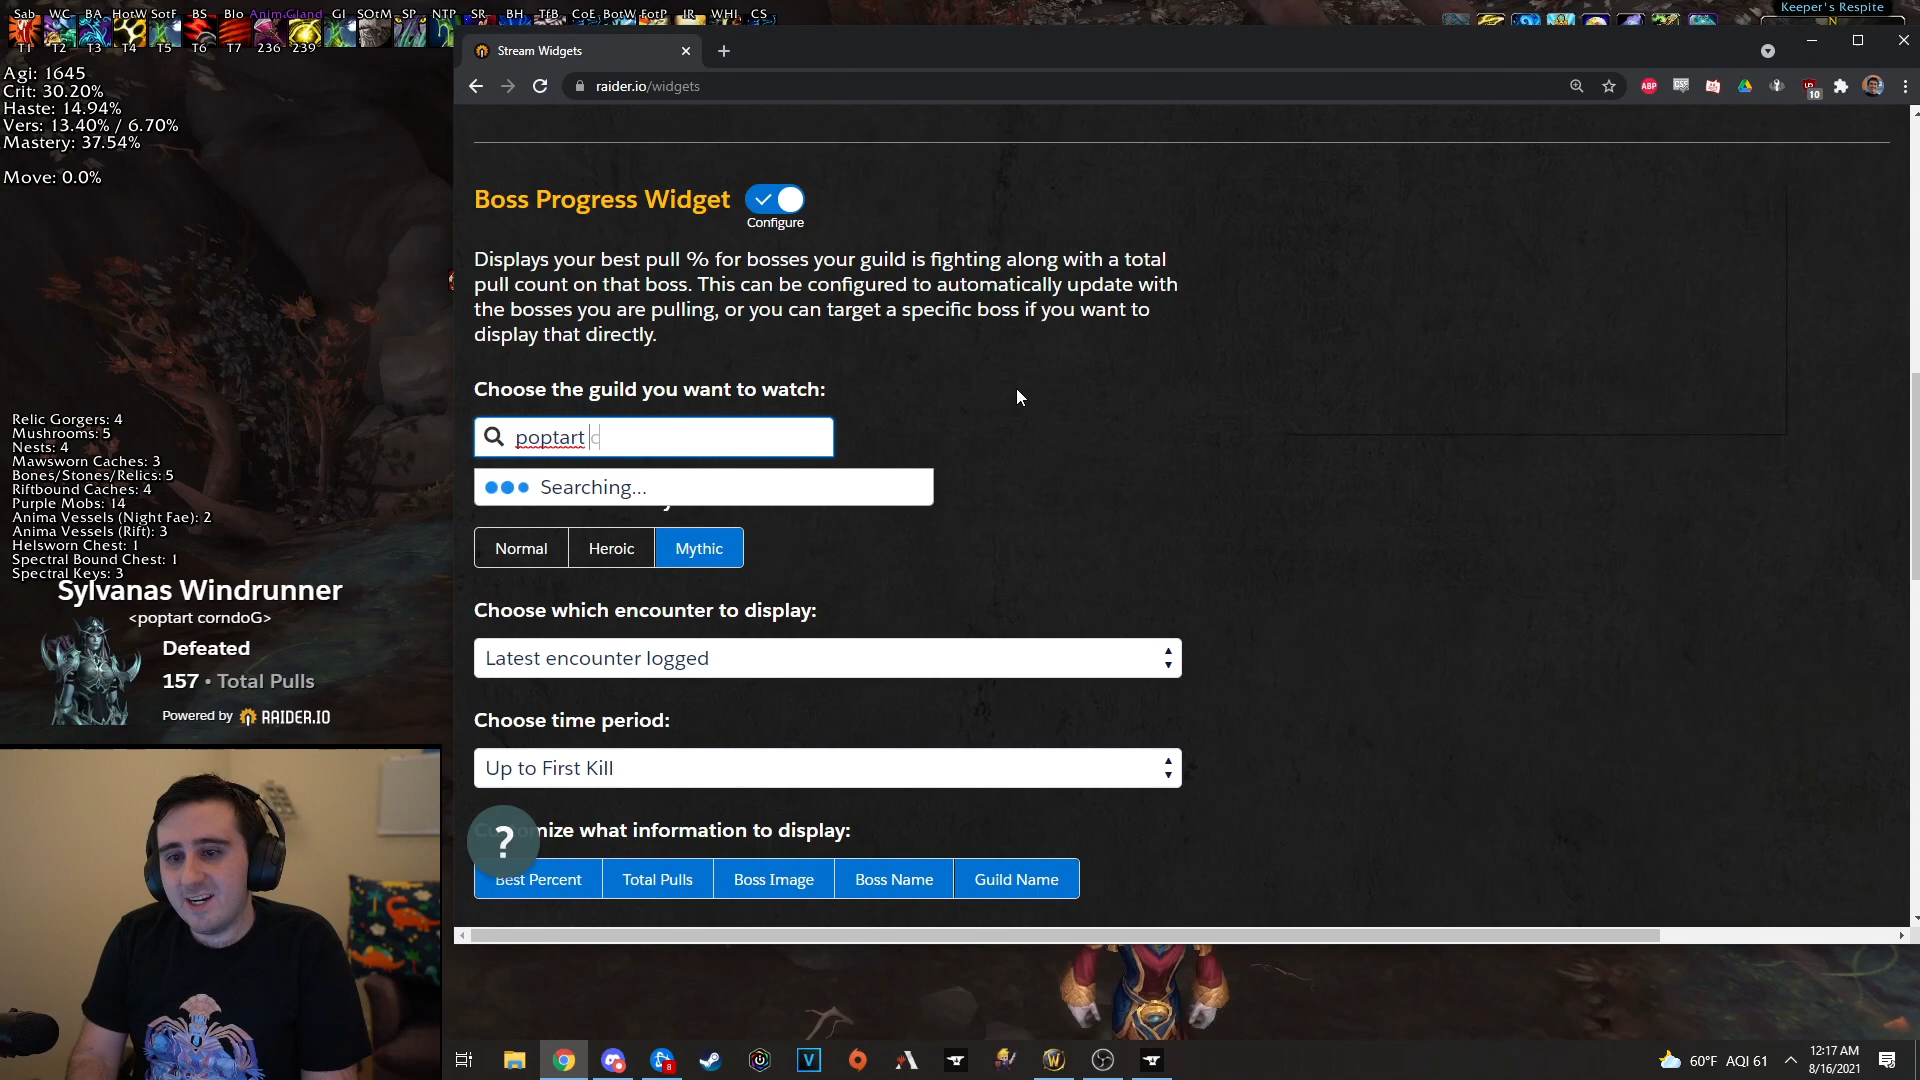 Sab WC BA HotW SotF BS Blo Anim Gland GI SOtM SP NTP SR BH TfB CoE BotW FotP IR WHL CS
T1 T2 T3 T4 T5 T6 T7 236 239
Keeper's Respite
N
Agi: 1645
Crit: 30.20%
Haste: 14.94%
Vers: 13.40% / 6.70%
Mastery: 37.54%
Move: 0.0%
Relic Gorgers: 4
Mushrooms: 5
Nests: 4
Mawsworn Caches: 3
Bones/Stones/Relics: 5
Riftbound Caches: 4
Purple Mobs: 14
Anima Vessels (Night Fae): 2
Anima Vessels (Rift): 3
Helsworn Chest: 1
Spectral Bound Chest: 1
Spectral Keys: 3
Sylvanas Windrunner
<poptart corndoG>
Defeated
157 • Total Pulls
Powered by RAIDER.IO
Stream Widgets
raider.io/widgets
ABP
10
Boss Progress Widget
Configure
Displays your best pull % for bosses your guild is fighting along with a total
pull count on that boss. This can be configured to automatically update with
the bosses you are pulling, or you can target a specific boss if you want to
display that directly.
Choose the guild you want to watch:
poptart c
Searching...
Normal Heroic Mythic
Choose which encounter to display:
Latest encounter logged
Choose time period:
Up to First Kill
?
mize what information to display:
Best Percent Total Pulls Boss Image Boss Name Guild Name
8
V
60°F AQI 61
12:17 AM
8/16/2021